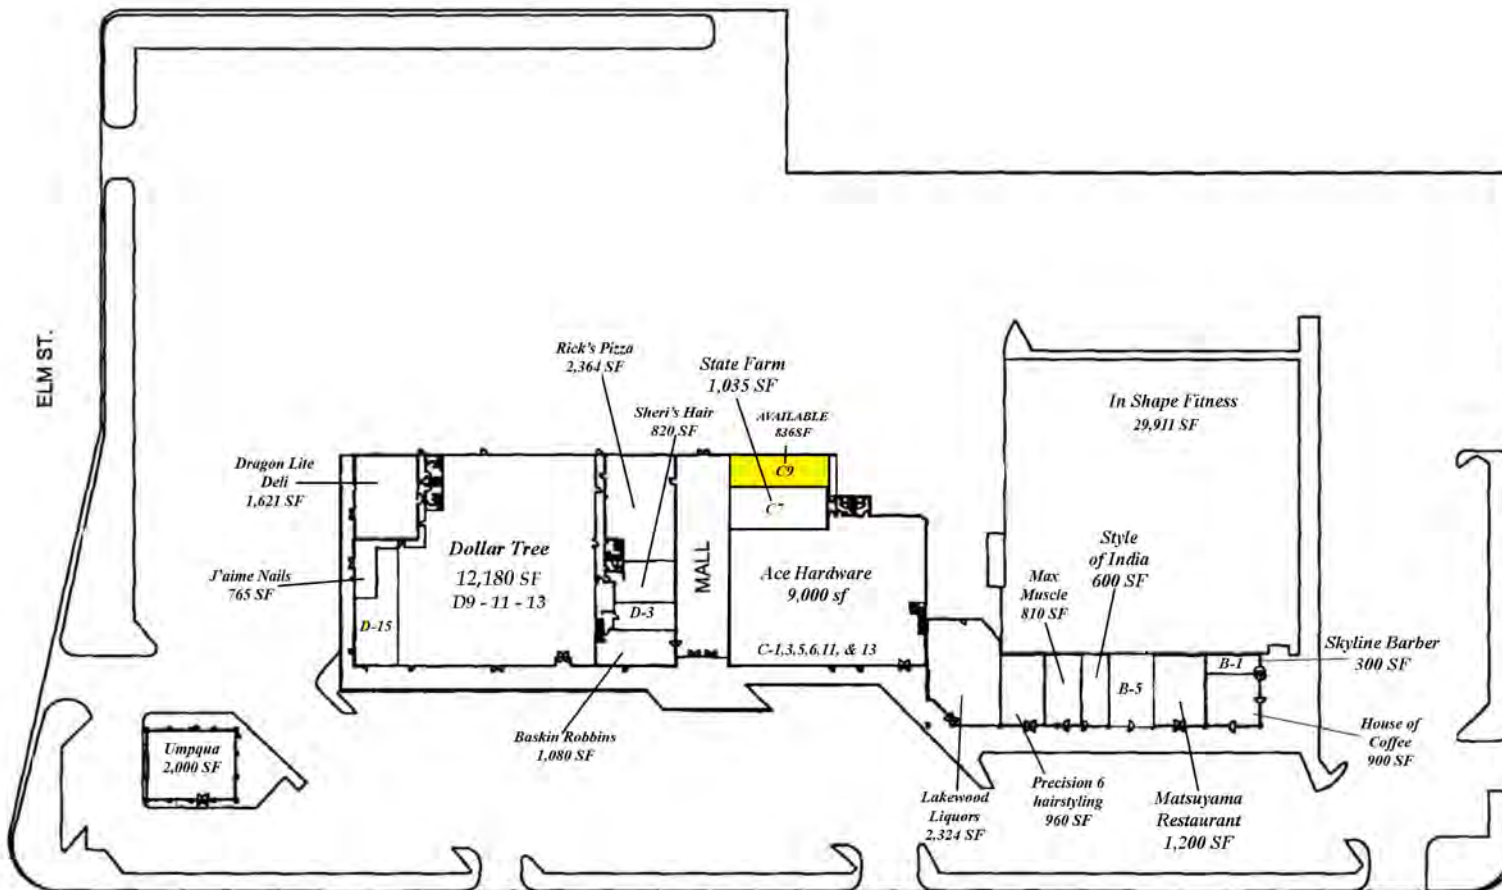 ELM ST.
Rick's Pizza
2,364 SF
State Farm
1,035 SF
Sheri's Hair
820 SF
AVAILABLE
836SF
C9
C7
In Shape Fitness
29,911 SF
Dragon Lite
Deli
1,621 SF
Dollar Tree
12,180 SF
D9 - 11 - 13
J'aime Nails
765 SF
D-15
D-3
MALL
Ace Hardware
9,000 sf
C-1,3,5,6,11, & 13
Style
of India
600 SF
Max
Muscle
810 SF
B-5
B-1
Skyline Barber
300 SF
House of
Coffee
900 SF
Umpqua
2,000 SF
Baskin Robbins
1,080 SF
Lakewood
Liquors
2,324 SF
Precision 6
hairstyling
960 SF
Matsuyama
Restaurant
1,200 SF